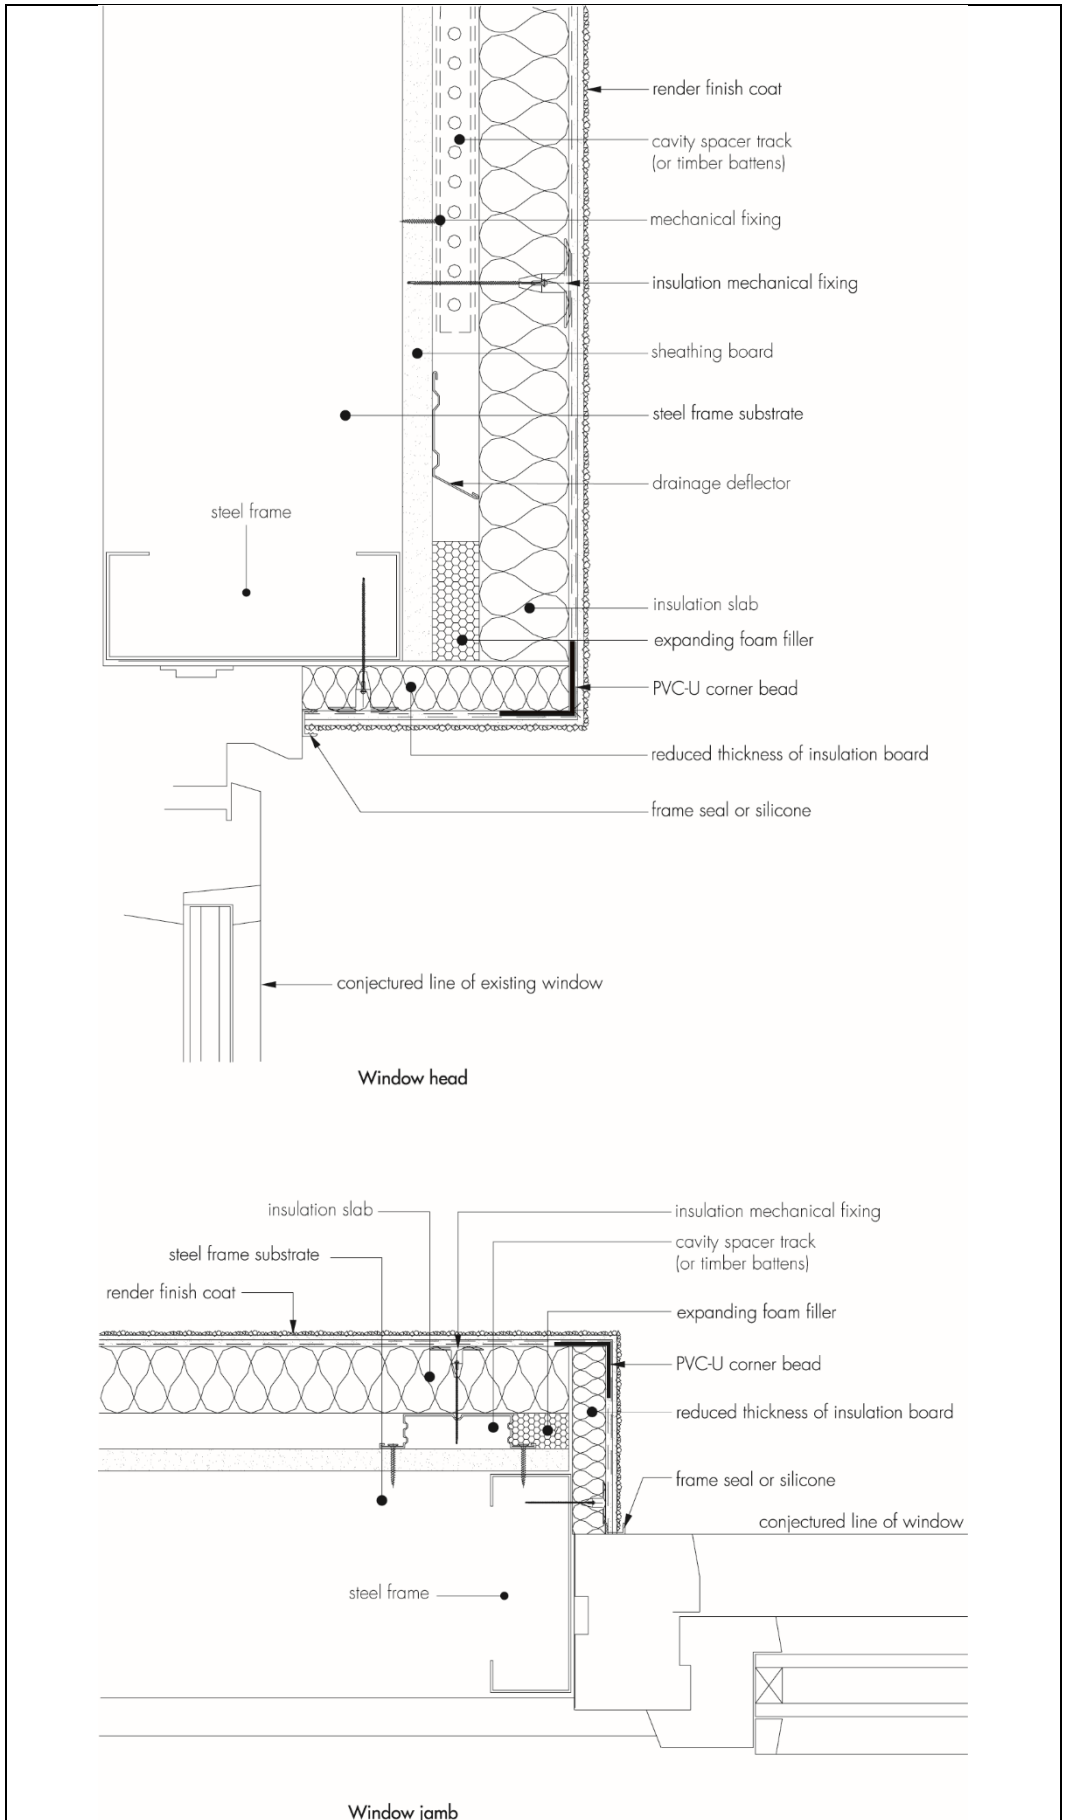 render finish coat
cavity spacer track
(or timber battens)
mechanical fixing
insulation mechanical fixing
sheathing board
steel frame substrate
drainage deflector
steel frame
insulation slab
expanding foam filler
PVC-U corner bead
reduced thickness of insulation board
frame seal or silicone
conjectured line of existing window
Window head
insulation slab
insulation mechanical fixing
steel frame substrate
cavity spacer track
(or timber battens)
render finish coat
expanding foam filler
PVC-U corner bead
reduced thickness of insulation board
frame seal or silicone
conjectured line of window
steel frame
Window jamb